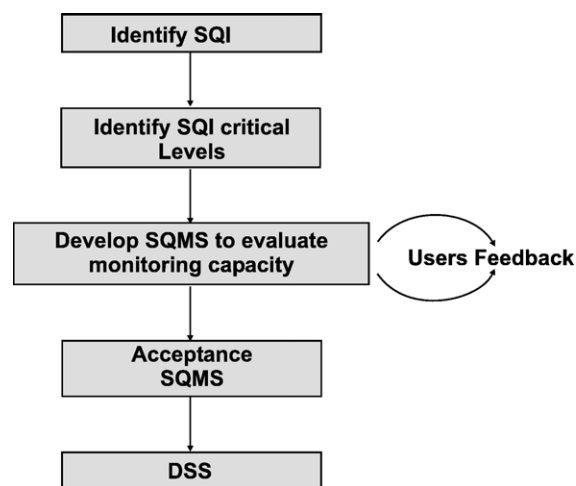 Identify SQI
Identify SQI critical
Levels
Develop SQMS to evaluate
monitoring capacity
Users Feedback
Acceptance
SQMS
DSS